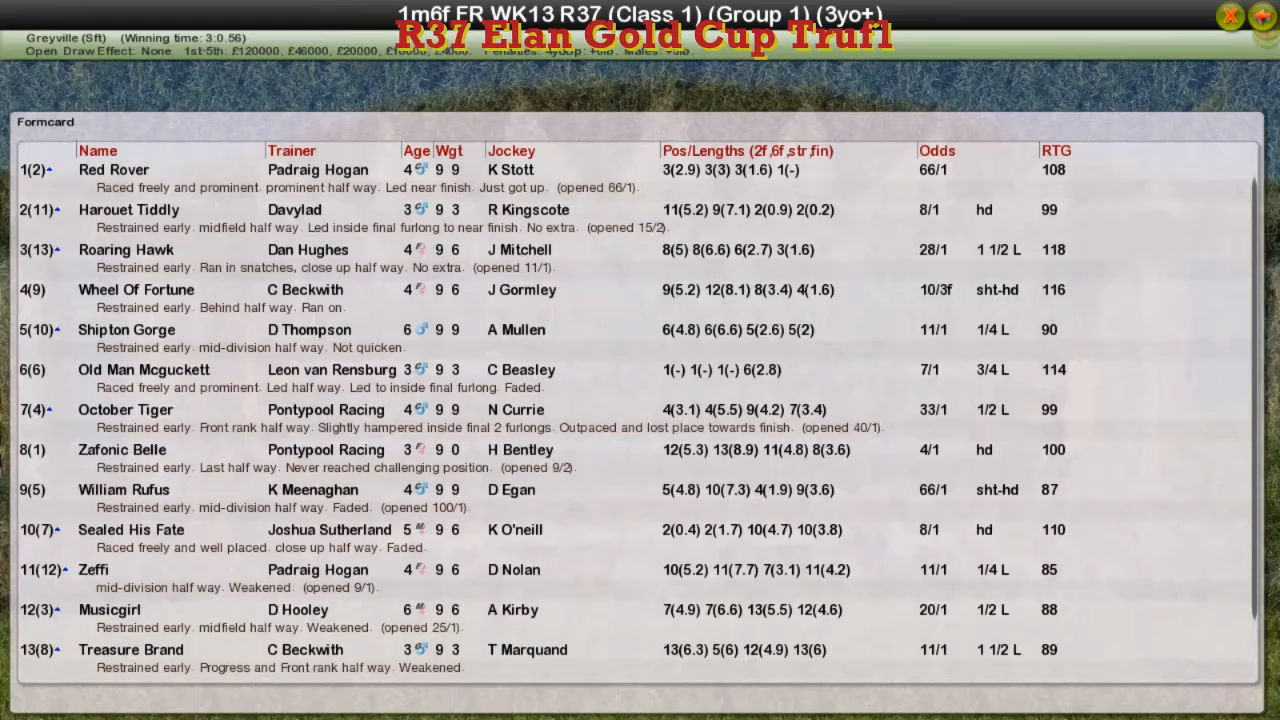 1m6f FR WK13 R37 (Class 1) (Group 1) (3yo+)
R37 Elan Gold Cup Truf1
Greyville (Sft) (Winning time: 3:0.56)
Open Draw Effect: None 1st-5th: £120000, £46000, £20000,
Formcard
Name Trainer Age Wgt Jockey Pos/Lengths (2f,6f,str,fin) Odds RTG
1(2) Red Rover Padraig Hogan 4 9 9 K Stott 3(2.9) 3(3) 3(1.6) 1(-) 66/1 108
Raced freely and prominent. prominent half way. Led near finish. Just got up. (opened 66/1).
2(11) Harouet Tiddly Davylad 3 9 3 R Kingscote 11(5.2) 9(7.1) 2(0.9) 2(0.2) 8/1 hd 99
Restrained early. midfield half way. Led inside final furlong to near finish. No extra. (opened 15/2).
3(13) Roaring Hawk Dan Hughes 4 9 6 J Mitchell 8(5) 8(6.6) 6(2.7) 3(1.6) 28/1 1 1/2 L 118
Restrained early. Ran in snatches, close up half way. No extra. (opened 11/1).
4(9) Wheel Of Fortune C Beckwith 4 9 6 J Gormley 9(5.2) 12(8.1) 8(3.4) 4(1.6) 10/3f sht-hd 116
Restrained early. Behind half way. Ran on.
5(10) Shipton Gorge D Thompson 6 9 9 A Mullen 6(4.8) 6(6.6) 5(2.6) 5(2) 11/1 1/4 L 90
Restrained early. mid-division half way. Not quicken.
6(6) Old Man Mcguckett Leon van Rensburg 3 9 3 C Beasley 1(-) 1(-) 1(-) 6(2.8) 7/1 3/4 L 114
Raced freely and prominent. Led half way. Led to inside final furlong. Faded.
7(4) October Tiger Pontypool Racing 4 9 9 N Currie 4(3.1) 4(5.5) 9(4.2) 7(3.4) 33/1 1/2 L 99
Restrained early. Front rank half way. Slightly hampered inside final 2 furlongs. Outpaced and lost place towards finish. (opened 40/1).
8(1) Zafonic Belle Pontypool Racing 3 9 0 H Bentley 12(5.3) 13(8.9) 11(4.8) 8(3.6) 4/1 hd 100
Restrained early. Last half way. Never reached challenging position. (opened 9/2).
9(5) William Rufus K Meenaghan 4 9 9 D Egan 5(4.8) 10(7.3) 4(1.9) 9(3.6) 66/1 sht-hd 87
Restrained early. mid-division half way. Faded. (opened 100/1).
10(7) Sealed His Fate Joshua Sutherland 5 9 6 K O'neill 2(0.4) 2(1.7) 10(4.7) 10(3.8) 8/1 hd 110
Raced freely and well placed. close up half way. Faded.
11(12) Zeffi Padraig Hogan 4 9 6 D Nolan 10(5.2) 11(7.7) 7(3.1) 11(4.2) 11/1 1/4 L 85
mid-division half way. Weakened. (opened 9/1).
12(3) Musicgirl D Hooley 6 9 6 A Kirby 7(4.9) 7(6.6) 13(5.5) 12(4.6) 20/1 1/2 L 88
Restrained early. midfield half way. Weakened. (opened 25/1).
13(8) Treasure Brand C Beckwith 3 9 3 T Marquand 13(6.3) 5(6) 12(4.9) 13(6) 11/1 1 1/2 L 89
Restrained early. Progress and Front rank half way. Weakened.